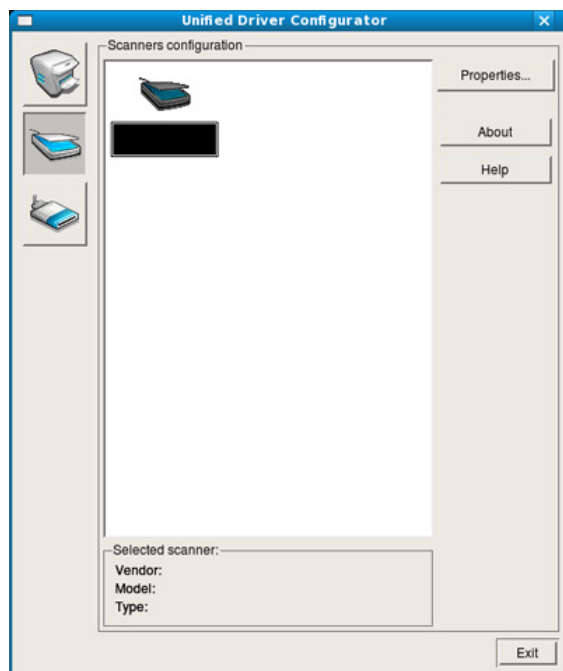 Unified Driver Configurator
Scanners configuration
Properties...
About
Help
Selected scanner:
Vendor:
Model:
Type:
Exit